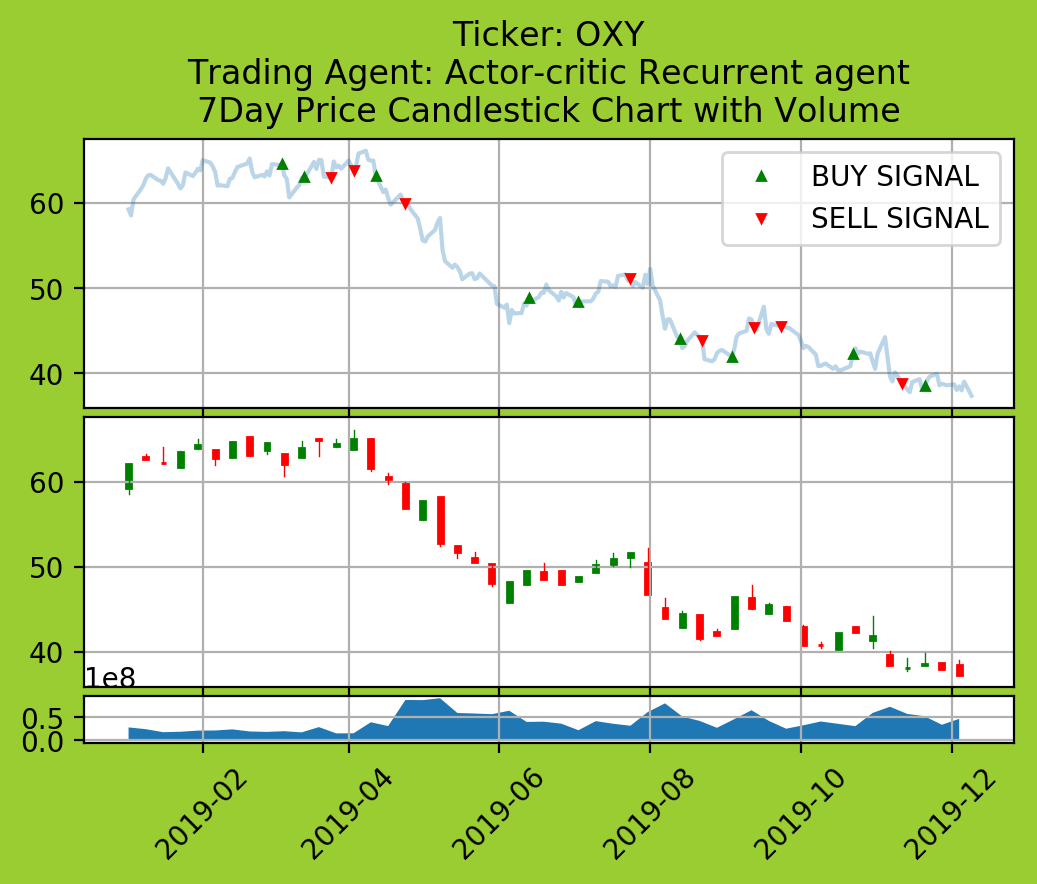 Ticker: OXY
Trading Agent: Actor-critic Recurrent agent
7Day Price Candlestick Chart with Volume
BUY SIGNAL
SELL SIGNAL
60
50
40
60
50
40
1e8
0.5
0.0
2019-02
2019-04
2019-06
2019-08
2019-10
2019-12